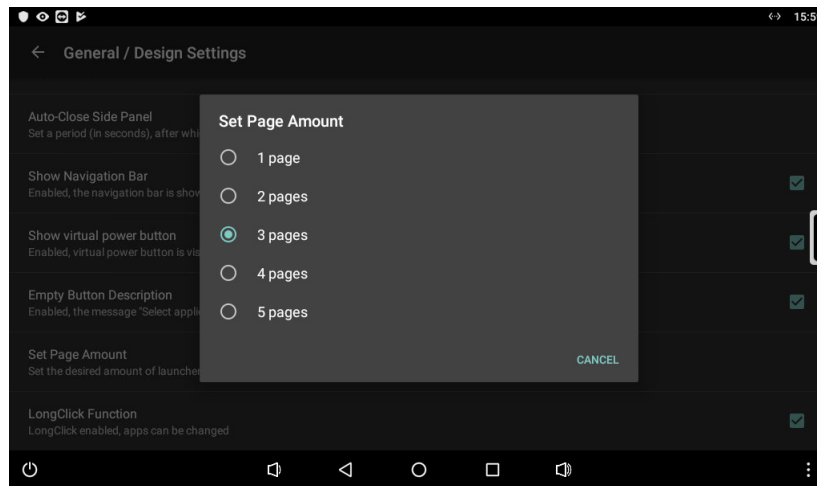 15:5
General / Design Settings
Auto-Close Side Panel
Set a period (in seconds), after whi
Set Page Amount
1 page
Show Navigation Bar
Enabled, the navigation bar is show
2 pages
Show virtual power button
Enabled, virtual power button is vis
3 pages
4 pages
Empty Button Description
Enabled, the message "Select appli
5 pages
Set Page Amount
Set the desired amount of launcher
CANCEL
LongClick Function
LongClick enabled, apps can be changed